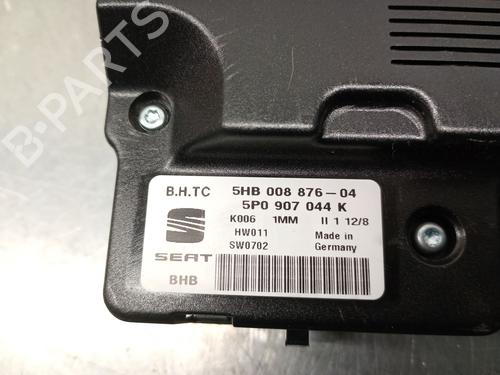 B-PARTS
B.H.TC 5HB 008 876-04
5P0 907 044 K
K006 1MM II 1 12/8
HW011 Made in
SW0702 Germany
SEAT
BHB